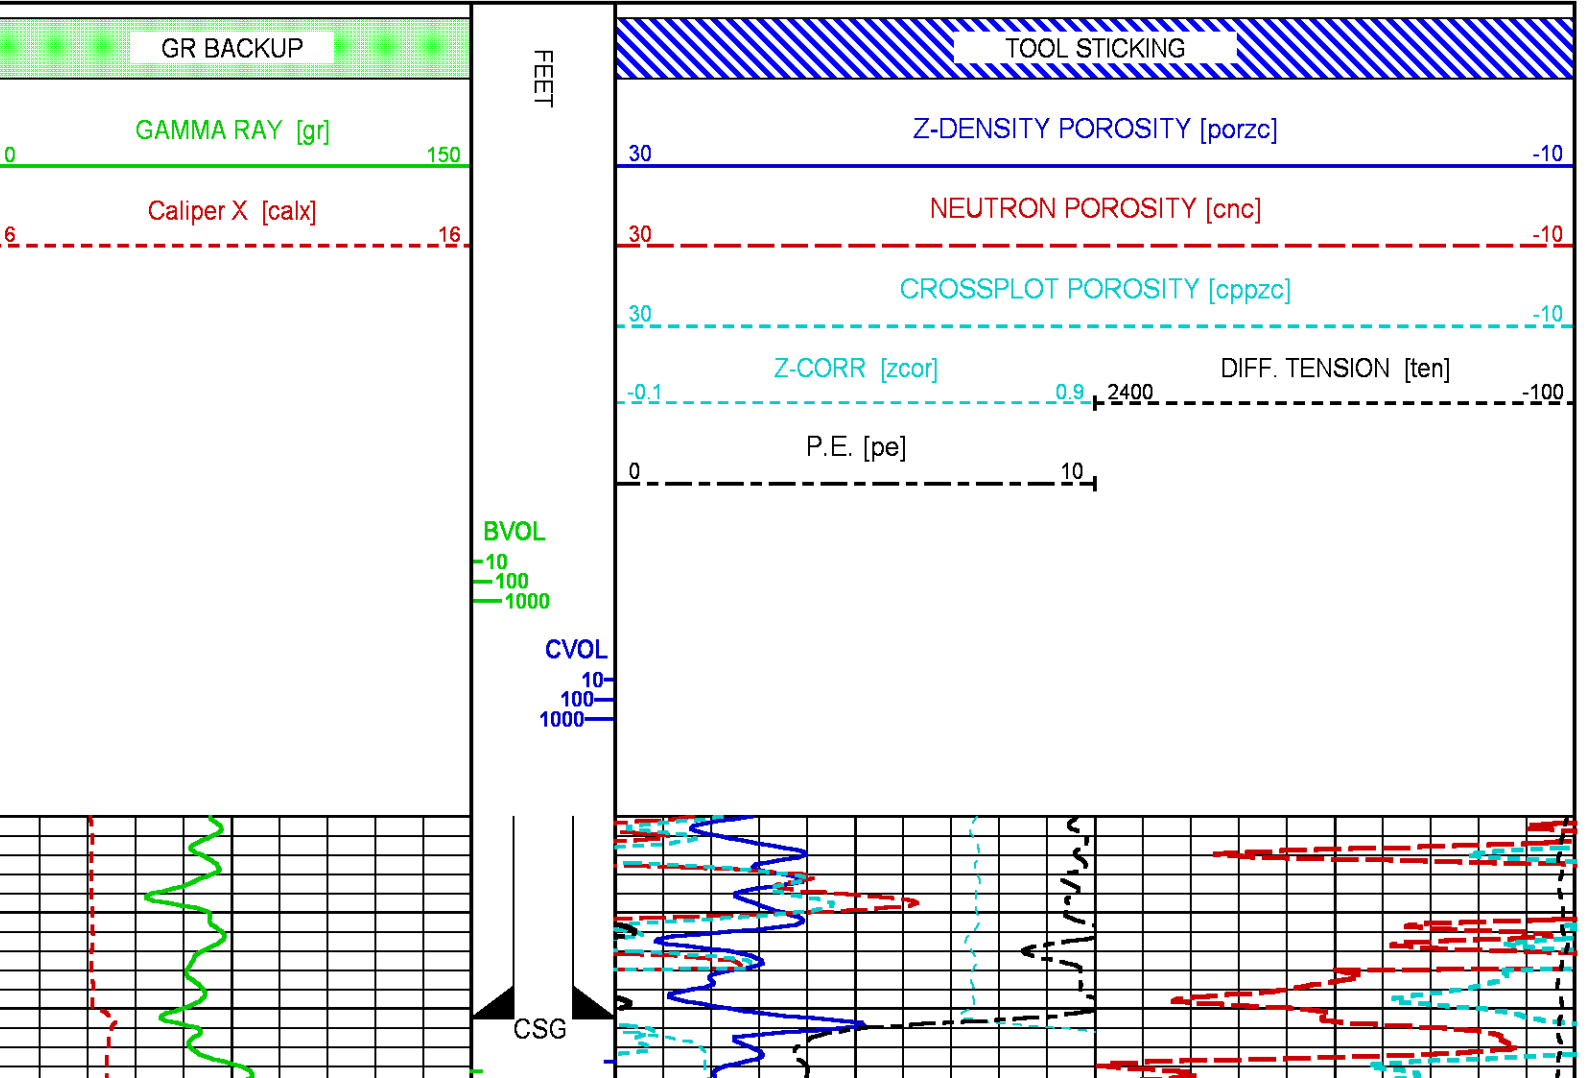 GR BACKUP
FEET
TOOL STICKING
GAMMA RAY [gr]
0 150
Z-DENSITY POROSITY [porzc]
30 -10
Caliper X [calx]
6 16
NEUTRON POROSITY [cnc]
30 -10
CROSSPLOT POROSITY [cppzc]
30 -10
Z-CORR [zcor]
-0.1 0.9
DIFF. TENSION [ten]
2400 -100
P.E. [pe]
0 10
BVOL
10
100
1000
CVOL
10
100
1000
CSG